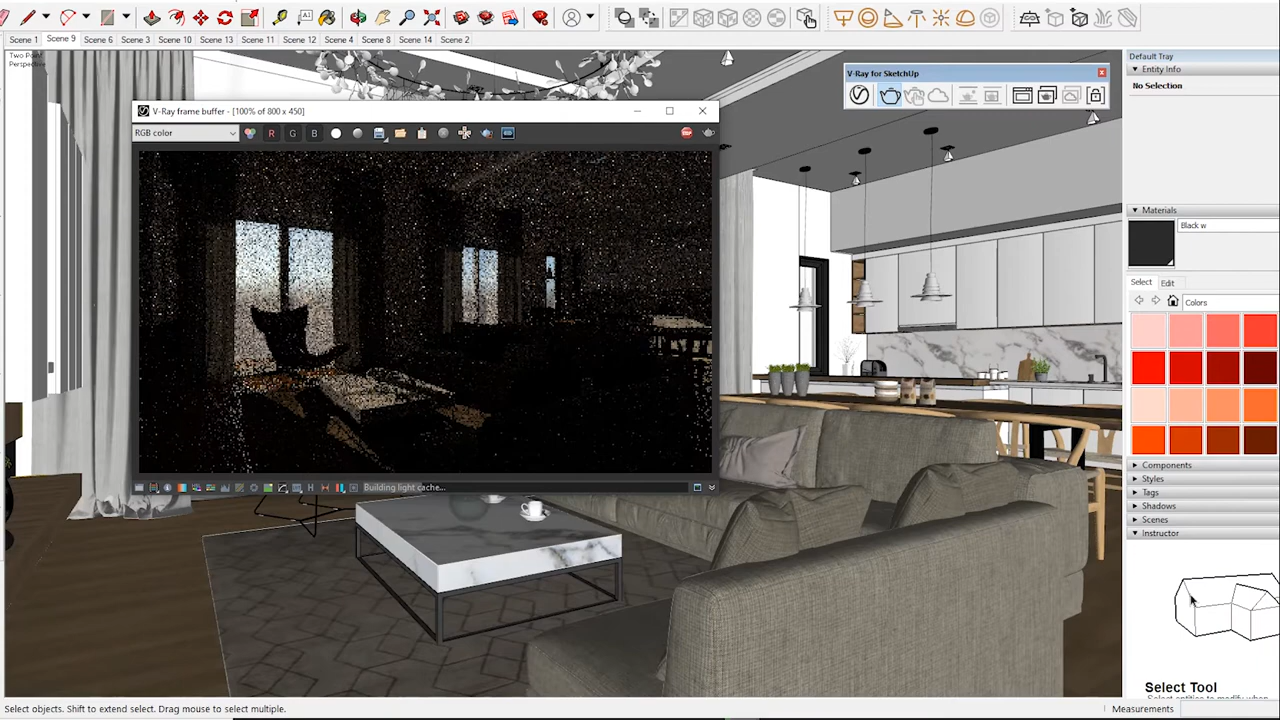 Scene 1
Scene 9
Scene 6
Scene 3
Scene 10
Scene 13
Scene 11
Scene 12
Scene 4
Scene 8
Scene 14
Scene 2
Two Point
Perspective
V-Ray frame buffer - [100% of 800 x 450]
RGB color
R
G
B
Building light cache...
H
V-Ray for SketchUp
Default Tray
Entity Info
No Selection
Materials
Black w
Select
Edit
Colors
Components
Styles
Tags
Shadows
Scenes
Instructor
Select Tool
Select objects. Shift to extend select. Drag mouse to select multiple.
Measurements